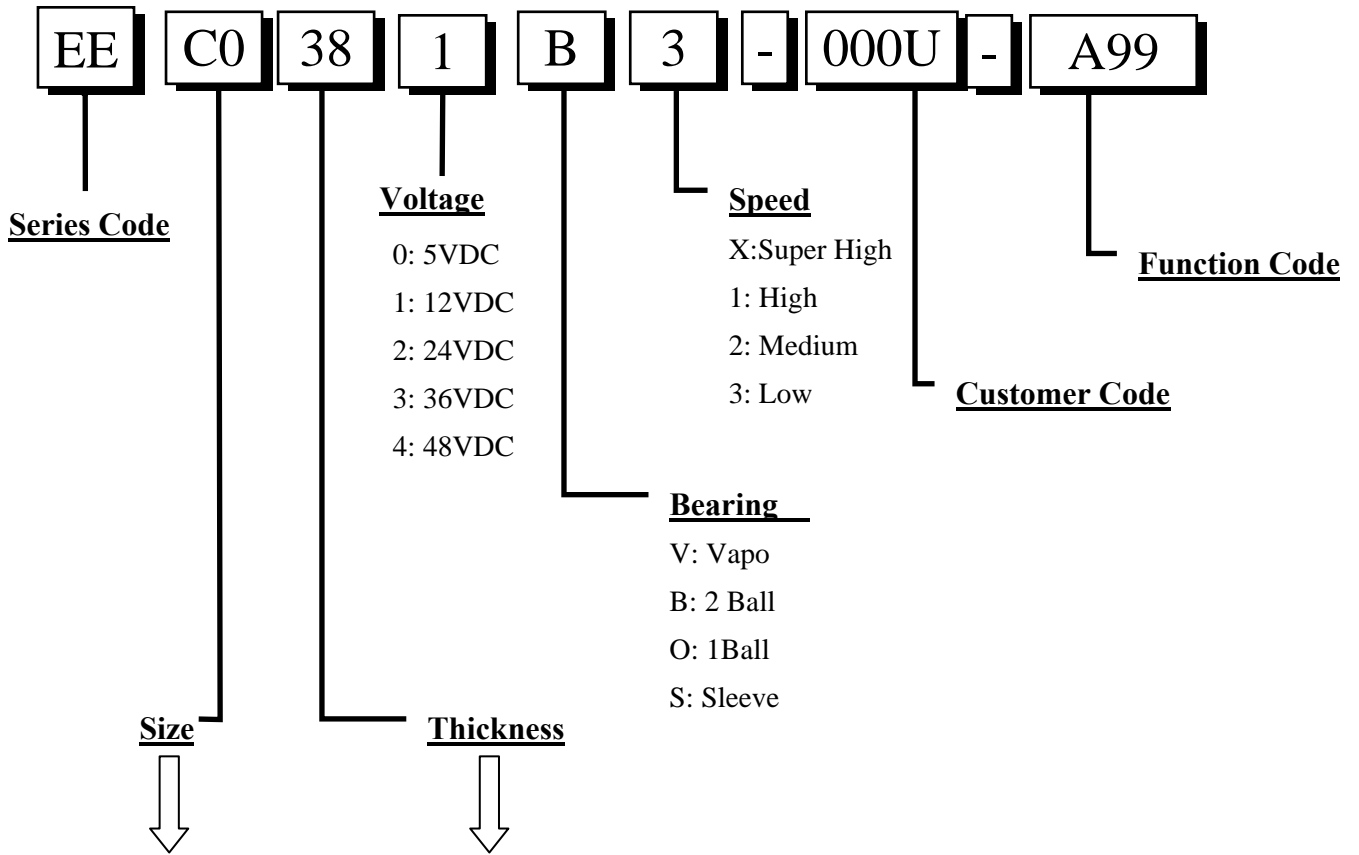 EE C0 38 1 B 3 - 000U - A99
Series Code
Voltage
0: 5VDC
1: 12VDC
2: 24VDC
3: 36VDC
4: 48VDC
Speed
X:Super High
1: High
2: Medium
3: Low
Function Code
Customer Code
Bearing
V: Vapo
B: 2 Ball
O: 1Ball
S: Sleeve
Size
Thickness